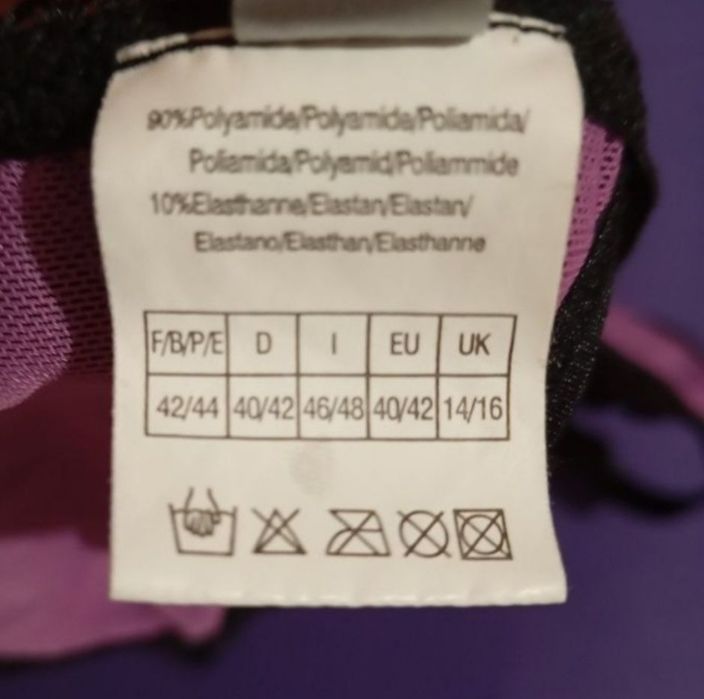 90%Polyamide/Polyamide/Poliamida/
Poliamida/Polyamid/Poliammide
10%Elasthanne/Elastan/Elastan/
Elastano/Elasthan/Elasthanne
F/B/P/E D I EU UK
42/44 40/42 46/48 40/42 14/16